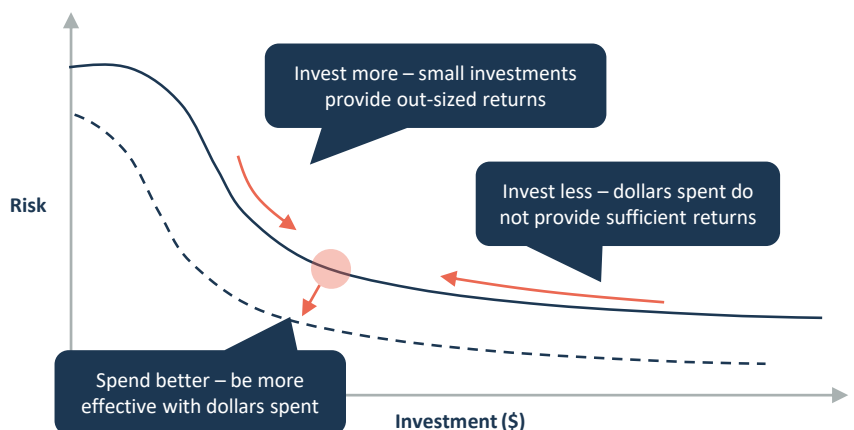 Invest more – small investments
provide out-sized returns
Risk
Invest less – dollars spent do
not provide sufficient returns
Spend better – be more
effective with dollars spent
Investment ($)